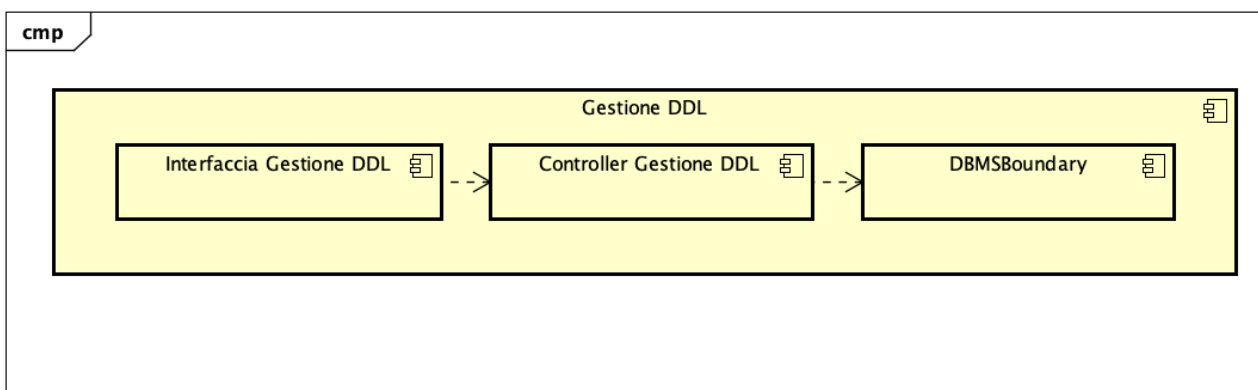 cmp
Gestione DDL
Interfaccia Gestione DDL
Controller Gestione DDL
DBMSBoundary